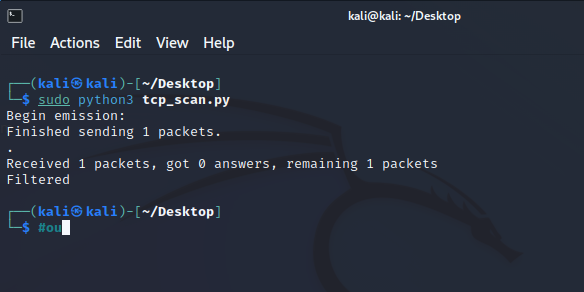 kali@kali: ~/Desktop
File Actions Edit View Help
┌──(kali㉿kali)-[~/Desktop]
└─$ sudo python3 tcp_scan.py
Begin emission:
Finished sending 1 packets.
.
Received 1 packets, got 0 answers, remaining 1 packets
Filtered
┌──(kali㉿kali)-[~/Desktop]
└─$ #ou